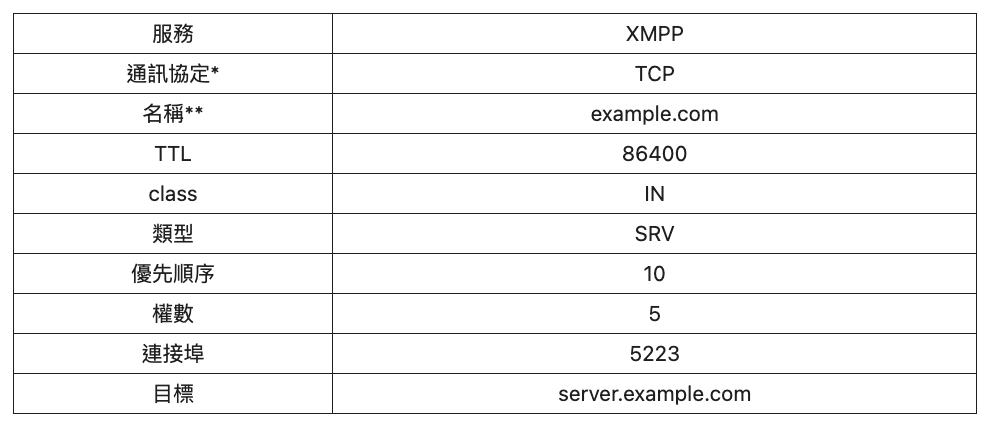 服務 XMPP
通訊協定* TCP
名稱** example.com
TTL 86400
class IN
類型 SRV
優先順序 10
權數 5
連接埠 5223
目標 server.example.com